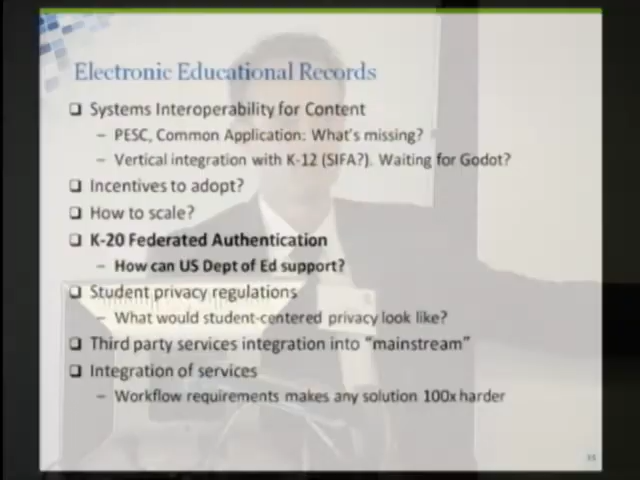 Electronic Educational Records
❑ Systems Interoperability for Content
– PESC, Common Application: What's missing?
– Vertical integration with K-12 (SIFA?). Waiting for Godot?
❑ Incentives to adopt?
❑ How to scale?
❑ K-20 Federated Authentication
– How can US Dept of Ed support?
❑ Student privacy regulations
– What would student-centered privacy look like?
❑ Third party services integration into "mainstream"
❑ Integration of services
– Workflow requirements makes any solution 100x harder